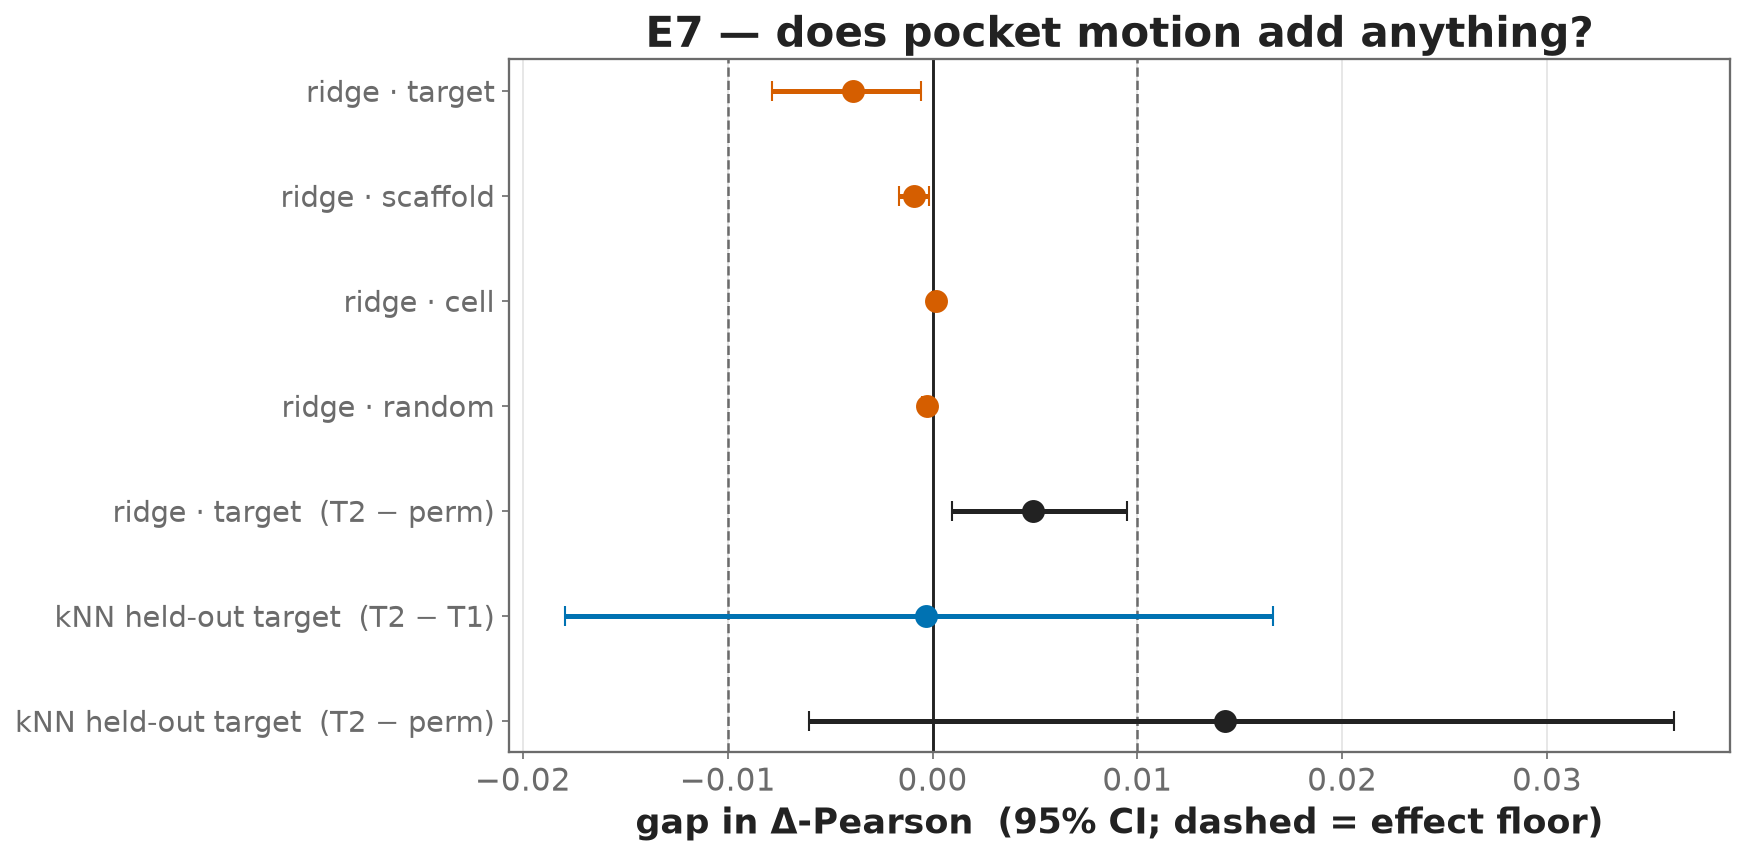 E7 — does pocket motion add anything?
ridge · target
ridge · scaffold
ridge · cell
ridge · random
ridge · target  (T2 − perm)
kNN held-out target  (T2 − T1)
kNN held-out target  (T2 − perm)
−0.02 −0.01 0.00 0.01 0.02 0.03
gap in Δ-Pearson  (95% CI; dashed = effect floor)